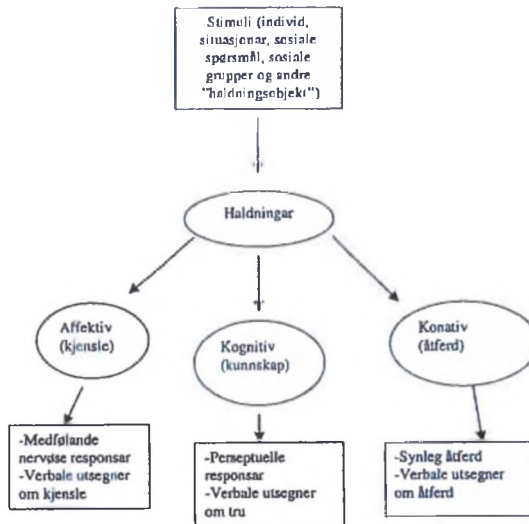 Stimuli (individ,
situasjonar, sosiale
spørsmål, sosiale
grupper og andre
"haldningsobjekt")
Haldningar
Affektiv
(kjensle)
Kognitiv
(kunnskap)
Konativ
(åtferd)
-Medfølande
nervøse responsar
-Verbale utsegner
om kjensle
-Perseptuelle
responsar
-Verbale utsegner
om tru
-Synleg åtferd
-Verbale utsegner
om åtferd